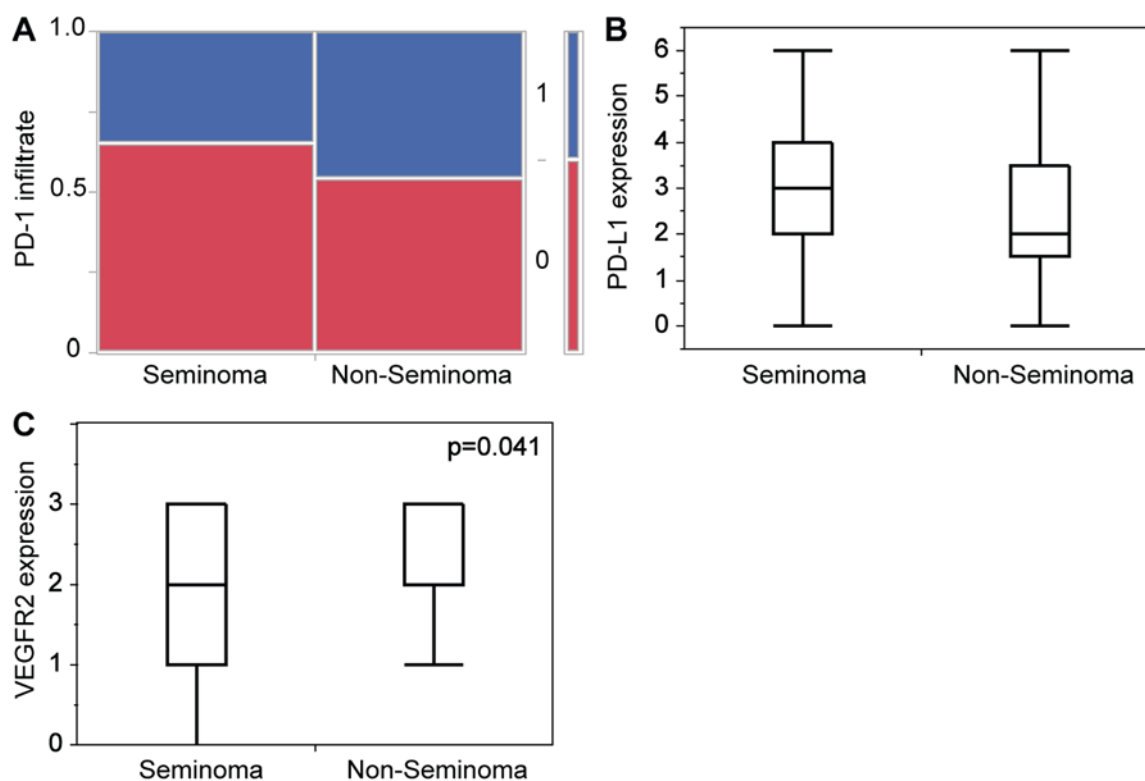 A
PD-1 infiltrate
1.0
0.5
0
1
0
Seminoma
Non-Seminoma
B
PD-L1 expression
6
5
4
3
2
1
0
Seminoma
Non-Seminoma
C
p=0.041
VEGFR2 expression
3
2
1
0
Seminoma
Non-Seminoma